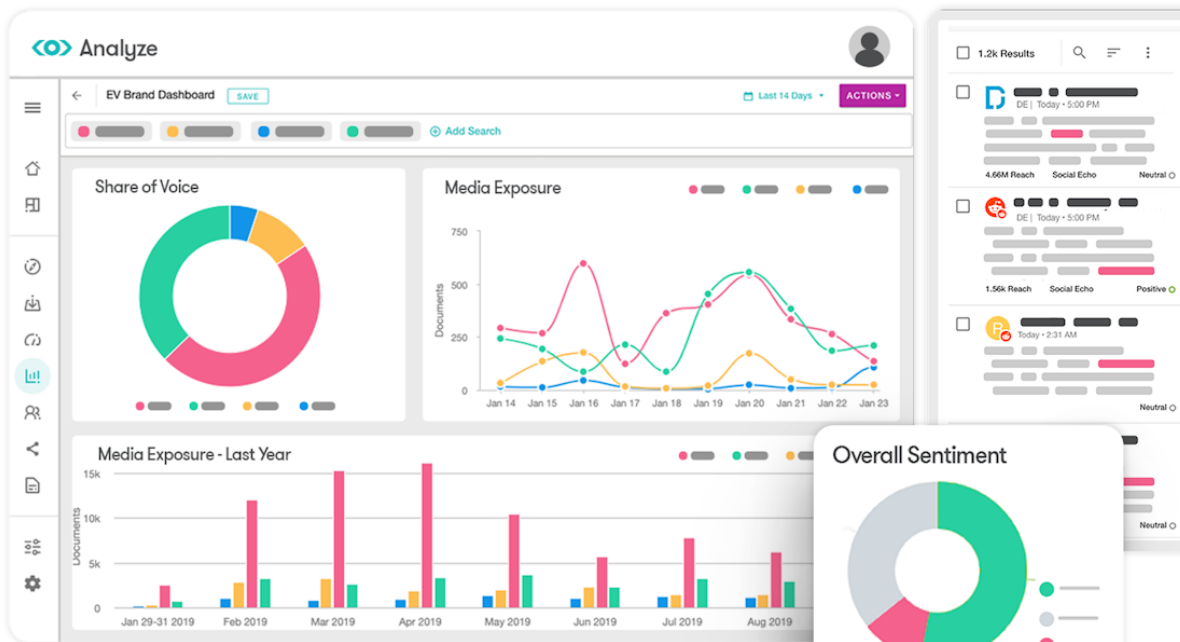 Analyze
EV Brand Dashboard
SAVE
Last 14 Days
ACTIONS
Add Search
Share of Voice
Media Exposure
750
500
250
0
Documents
Jan 14 Jan 15 Jan 16 Jan 17 Jan 18 Jan 19 Jan 20 Jan 21 Jan 22 Jan 23
Media Exposure - Last Year
15k
10k
5k
0
Documents
Jan 29-31 2019 Feb 2019 Mar 2019 Apr 2019 May 2019 Jun 2019 Jul 2019 Aug 2019
1.2k Results
DE | Today • 5:00 PM
4.66M Reach Social Echo Neutral
DE | Today • 5:00 PM
1.56k Reach Social Echo Positive
R
Today • 2:31 AM
Neutral
Neutral
Overall Sentiment